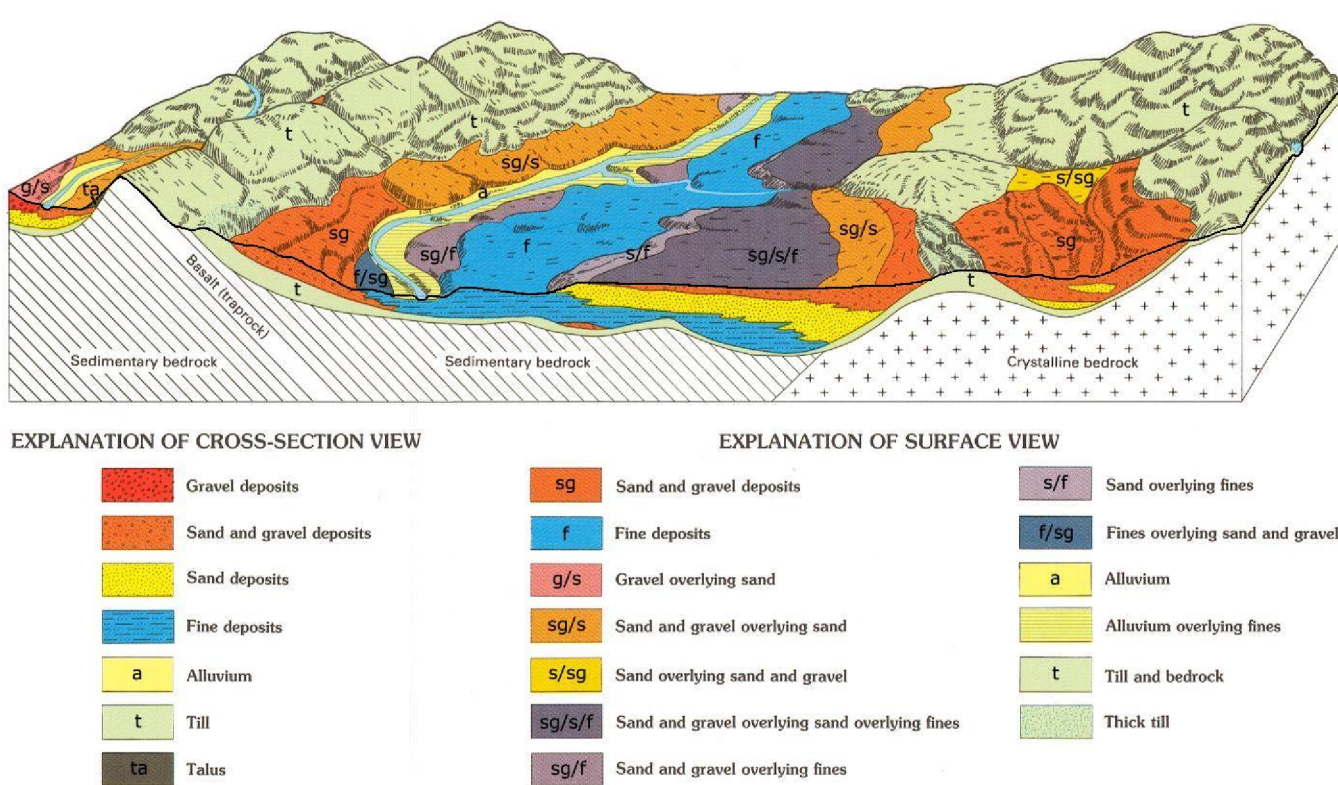 t
t
t
f
g/s
ta
sg/s
a
s/sg
sg
sg/f
f
s/f
sg/s/f
sg/s
sg
f/sg
t
t
Basalt (traprock)
Sedimentary bedrock
Sedimentary bedrock
Crystalline bedrock
EXPLANATION OF CROSS-SECTION VIEW
Gravel deposits
Sand and gravel deposits
Sand deposits
Fine deposits
a Alluvium
t Till
ta Talus
EXPLANATION OF SURFACE VIEW
sg Sand and gravel deposits
f Fine deposits
g/s Gravel overlying sand
sg/s Sand and gravel overlying sand
s/sg Sand overlying sand and gravel
sg/s/f Sand and gravel overlying sand overlying fines
sg/f Sand and gravel overlying fines
s/f Sand overlying fines
f/sg Fines overlying sand and gravel
a Alluvium
Alluvium overlying fines
t Till and bedrock
Thick till